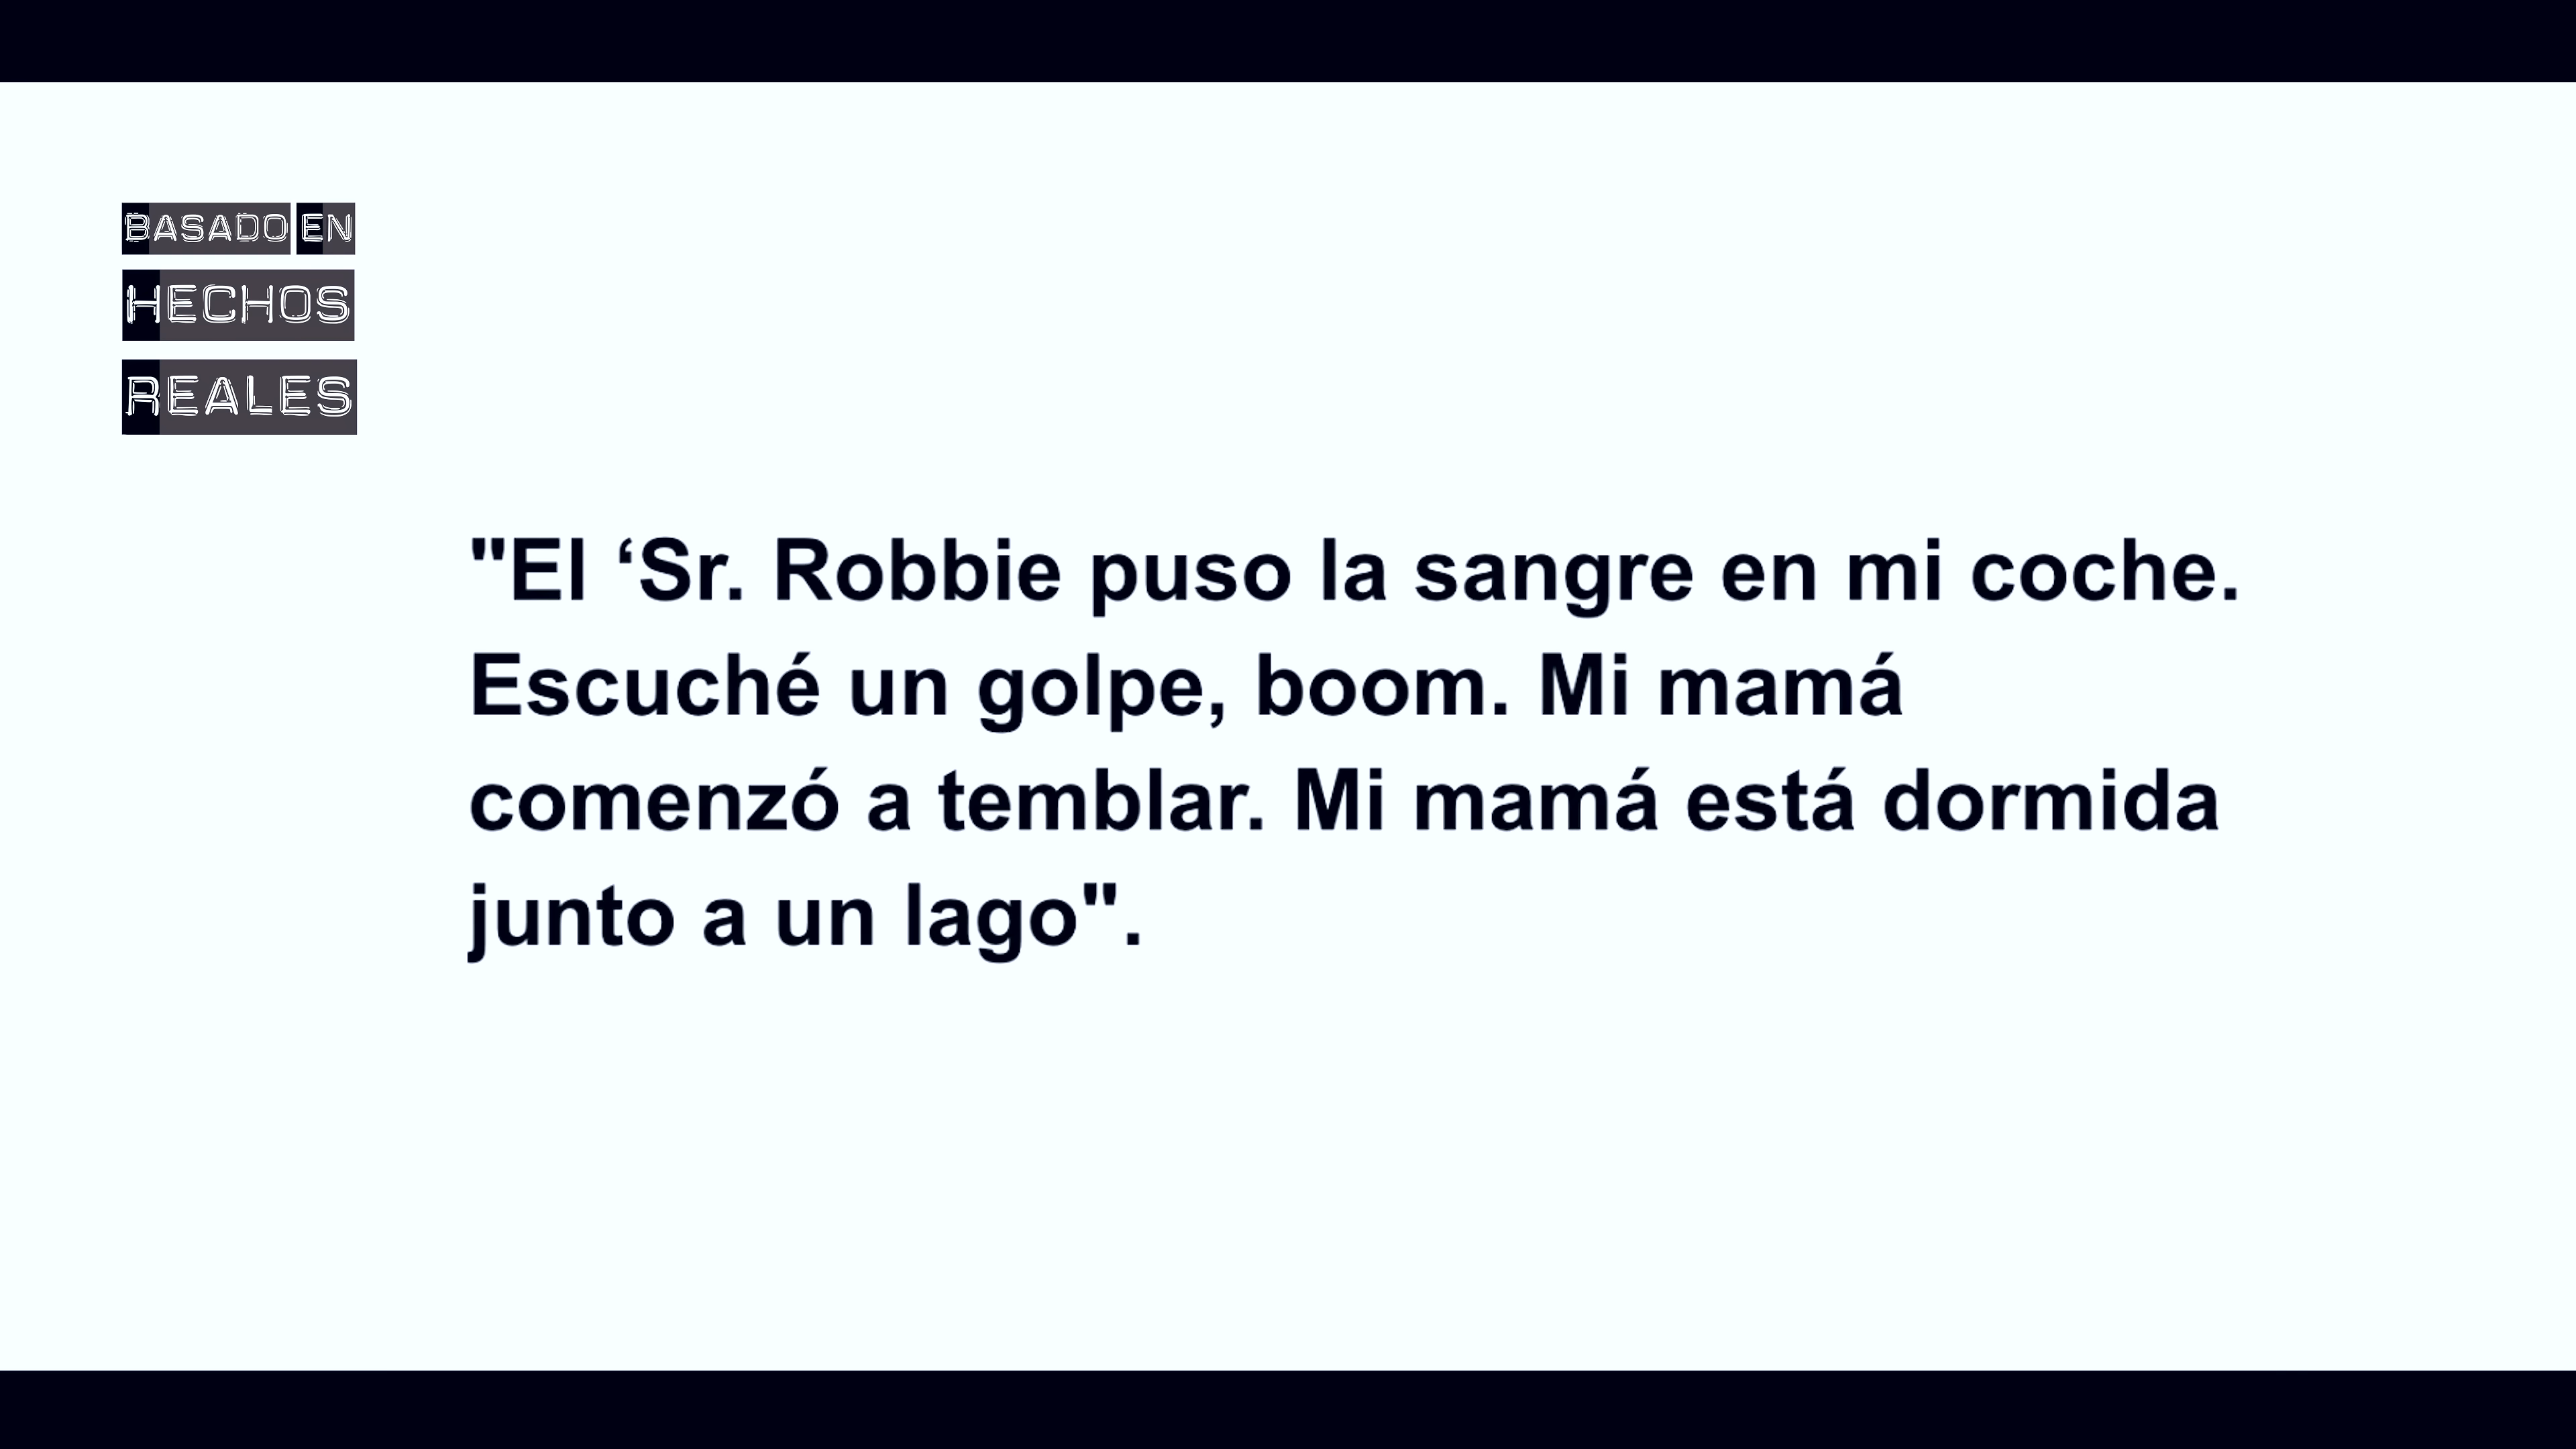 BASADO EN
HECHOS
REALES
"El ‘Sr. Robbie puso la sangre en mi coche.
Escuché un golpe, boom. Mi mamá
comenzó a temblar. Mi mamá está dormida
junto a un lago".